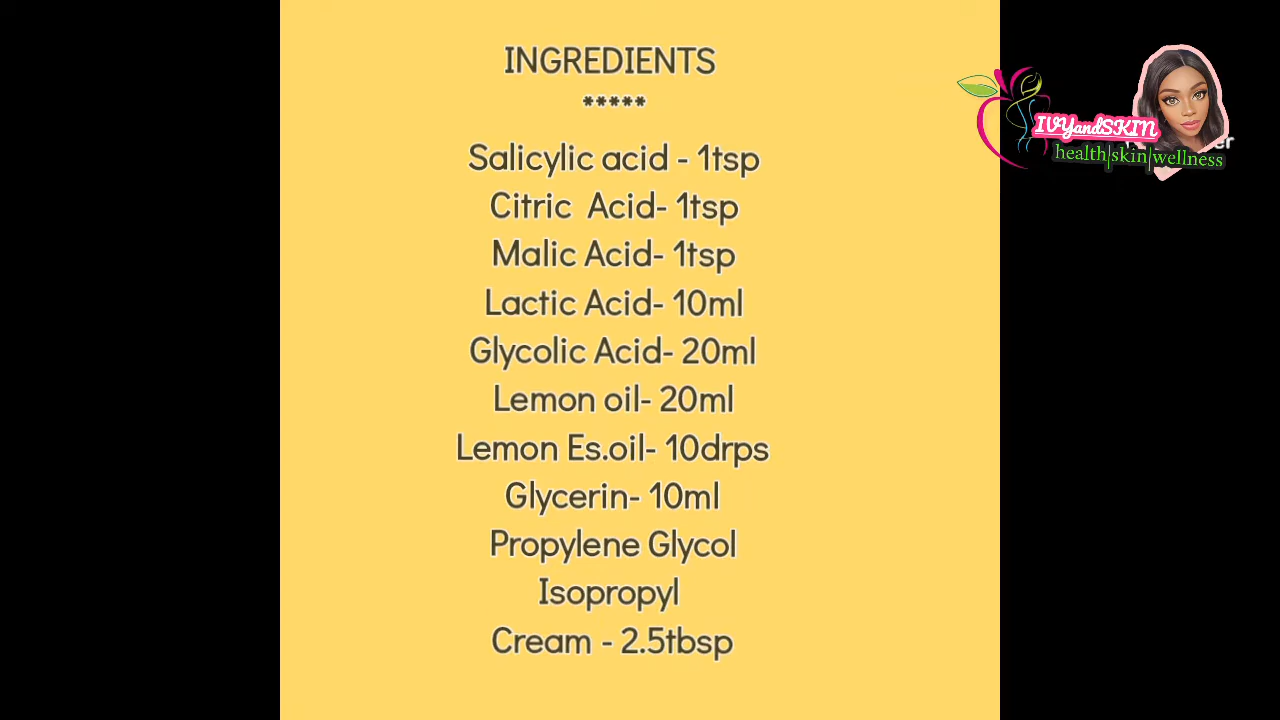 INGREDIENTS
*****
Salicylic acid - 1tsp
Citric Acid- 1tsp
Malic Acid- 1tsp
Lactic Acid- 10ml
Glycolic Acid- 20ml
Lemon oil- 20ml
Lemon Es.oil- 10drps
Glycerin- 10ml
Propylene Glycol
Isopropyl
Cream - 2.5tbsp
IVYandSKIN
health|skin|wellness